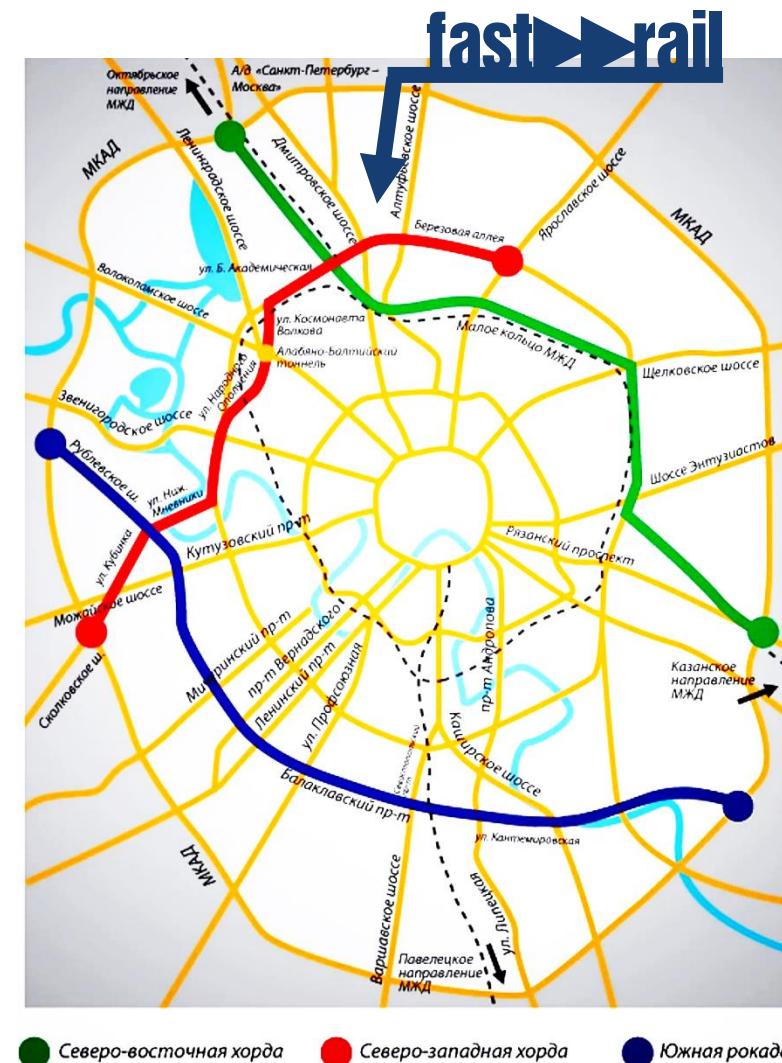 fast rail
Октябрьское
направление
МЖД
А/д «Санкт-Петербург –
Москва»
МКАД
Ленинградское шоссе
Дмитровское шоссе
Алтуфьевское шоссе
Ярославское шоссе
МКАД
Березовая аллея
ул. Б. Академическая
Волоколамское шоссе
ул. Космонавта
Волкова
Малое кольцо МЖД
Алабяно-Балтийский
тоннель
ул. Народного
Ополчения
Щелковское шоссе
Звенигородское шоссе
Рублевское ш.
Шоссе Энтузиастов
ул. Ниж.
Мневники
Кутузовский пр-т
Рязанский проспект
ул. Кубинка
Можайское шоссе
Сколковское ш.
Мичуринский пр-т
пр-т Вернадского
Ленинский пр-т
ул. Профсоюзная
пр-т Андропова
Казанское
направление
МЖД
Каширское шоссе
Севастопольский
пр-т
Балаклавский пр-т
ул. Кантемировская
МКАД
Варшавское шоссе
ул. Липецкая
Павелецкое
направление
МЖД
Северо-восточная хорда
Северо-западная хорда
Южная рокад